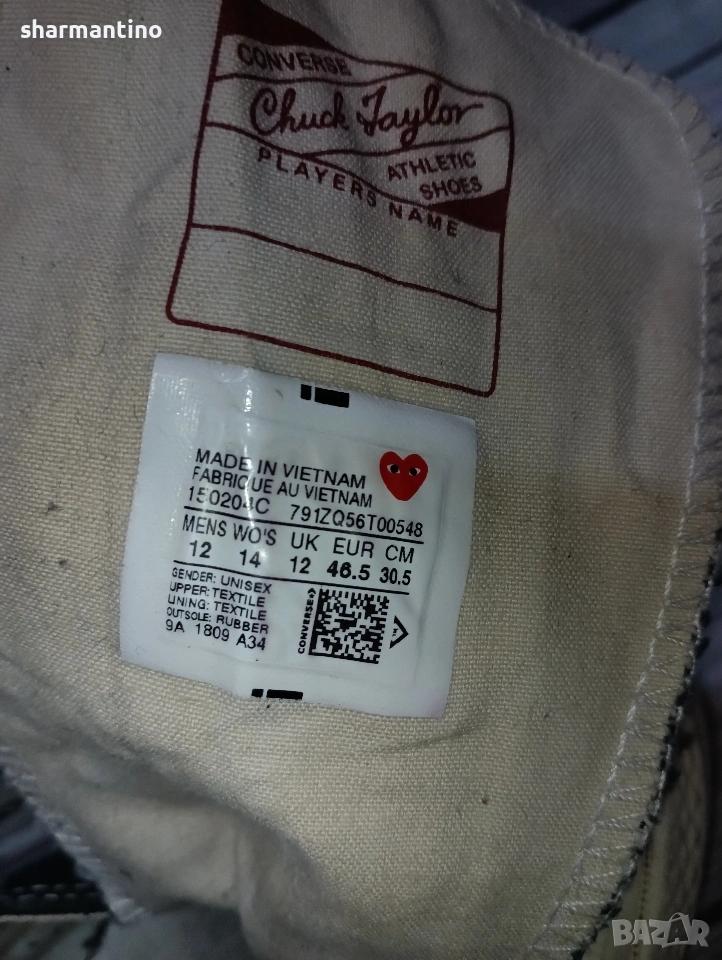 sharmantino
CONVERSE
Chuck Taylor
ATHLETIC
SHOES
PLAYERS NAME
MADE IN VIETNAM
FABRIQUE AU VIETNAM
150204C 791ZQ56T00548
MENS WO'S UK EUR CM
12 14 12 46.5 30.5
GENDER: UNISEX
UPPER: TEXTILE
LINING: TEXTILE
OUTSOLE: RUBBER
9A 1809 A34
CONVERSE
BAZAR